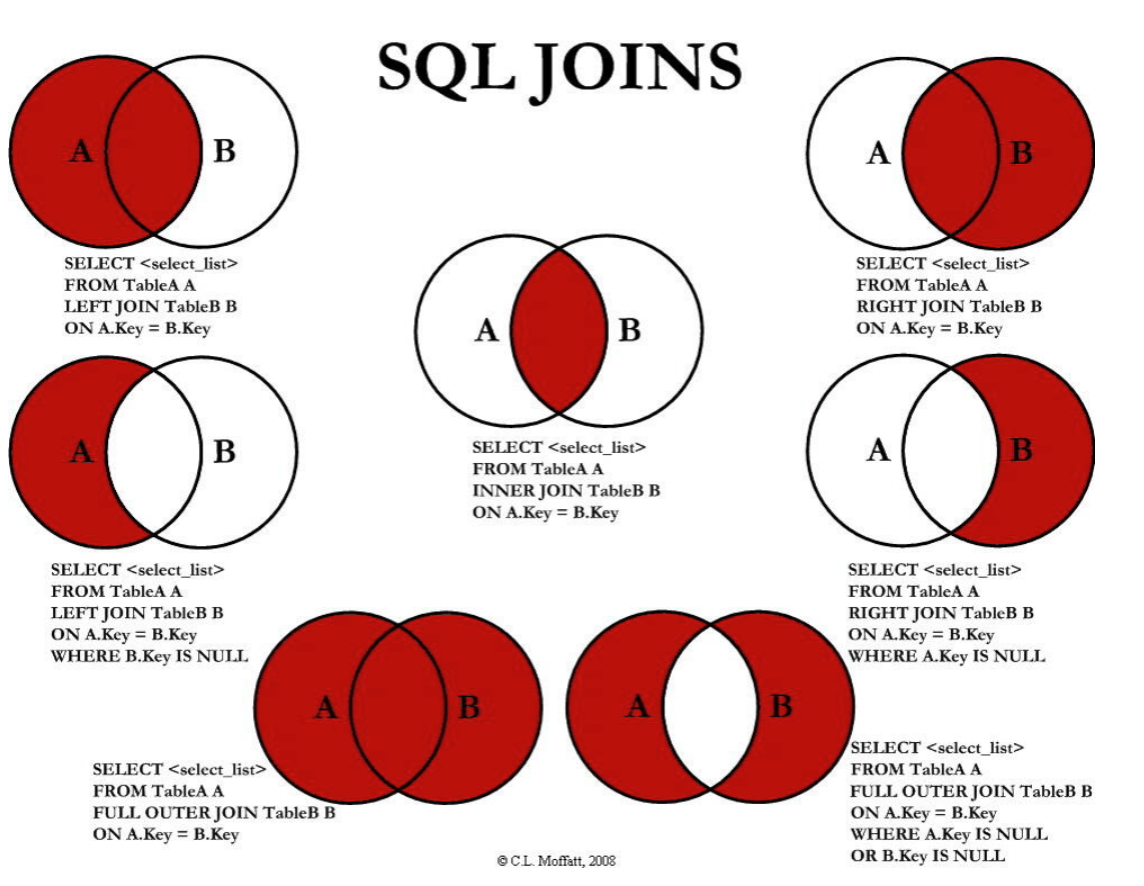 SQL JOINS
A B
SELECT <select_list>
FROM TableA A
LEFT JOIN TableB B
ON A.Key = B.Key
A B
SELECT <select_list>
FROM TableA A
RIGHT JOIN TableB B
ON A.Key = B.Key
A B
SELECT <select_list>
FROM TableA A
INNER JOIN TableB B
ON A.Key = B.Key
A B
SELECT <select_list>
FROM TableA A
LEFT JOIN TableB B
ON A.Key = B.Key
WHERE B.Key IS NULL
A B
SELECT <select_list>
FROM TableA A
RIGHT JOIN TableB B
ON A.Key = B.Key
WHERE A.Key IS NULL
A B
SELECT <select_list>
FROM TableA A
FULL OUTER JOIN TableB B
ON A.Key = B.Key
A B
SELECT <select_list>
FROM TableA A
FULL OUTER JOIN TableB B
ON A.Key = B.Key
WHERE A.Key IS NULL
OR B.Key IS NULL
© C.L. Moffatt, 2008